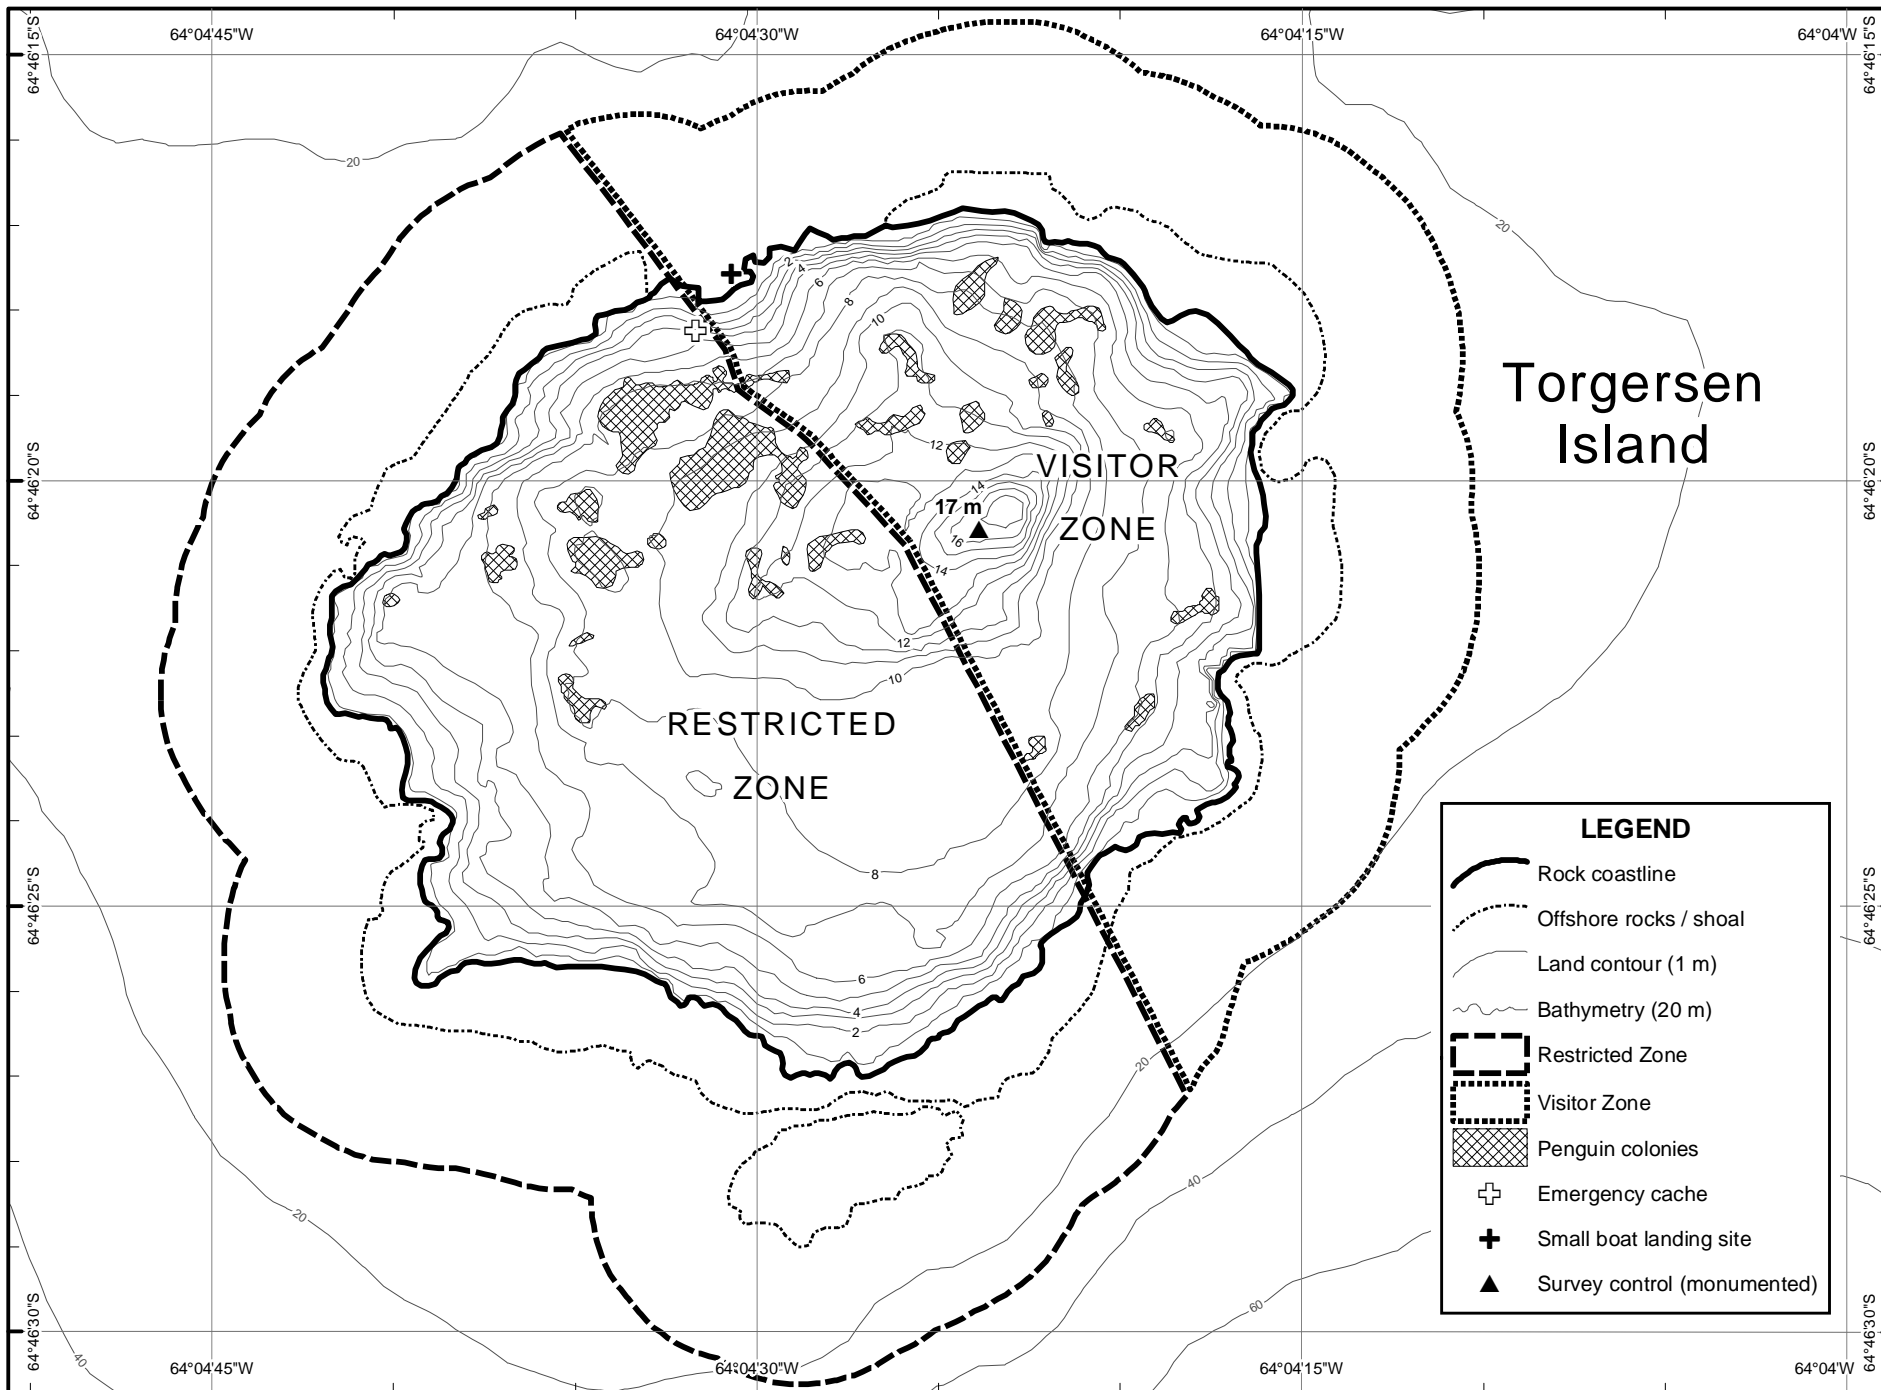 64°04'45"W
64°04'30"W
64°04'15"W
64°04'W
64°46'15"S
64°46'15"S
20
20
2
4
6
8
10
Torgersen
Island
12
VISITOR
ZONE
14
17 m
16
14
64°46'20"S
64°46'20"S
12
10
0
RESTRICTED
ZONE
8
6
4
2
64°46'25"S
64°46'25"S
20
40
60
20
40
LEGEND
Rock coastline
Offshore rocks / shoal
Land contour (1 m)
Bathymetry (20 m)
Restricted Zone
Visitor Zone
Penguin colonies
Emergency cache
Small boat landing site
Survey control (monumented)
64°46'30"S
64°46'30"S
64°04'45"W
64°04'30"W
64°04'15"W
64°04'W